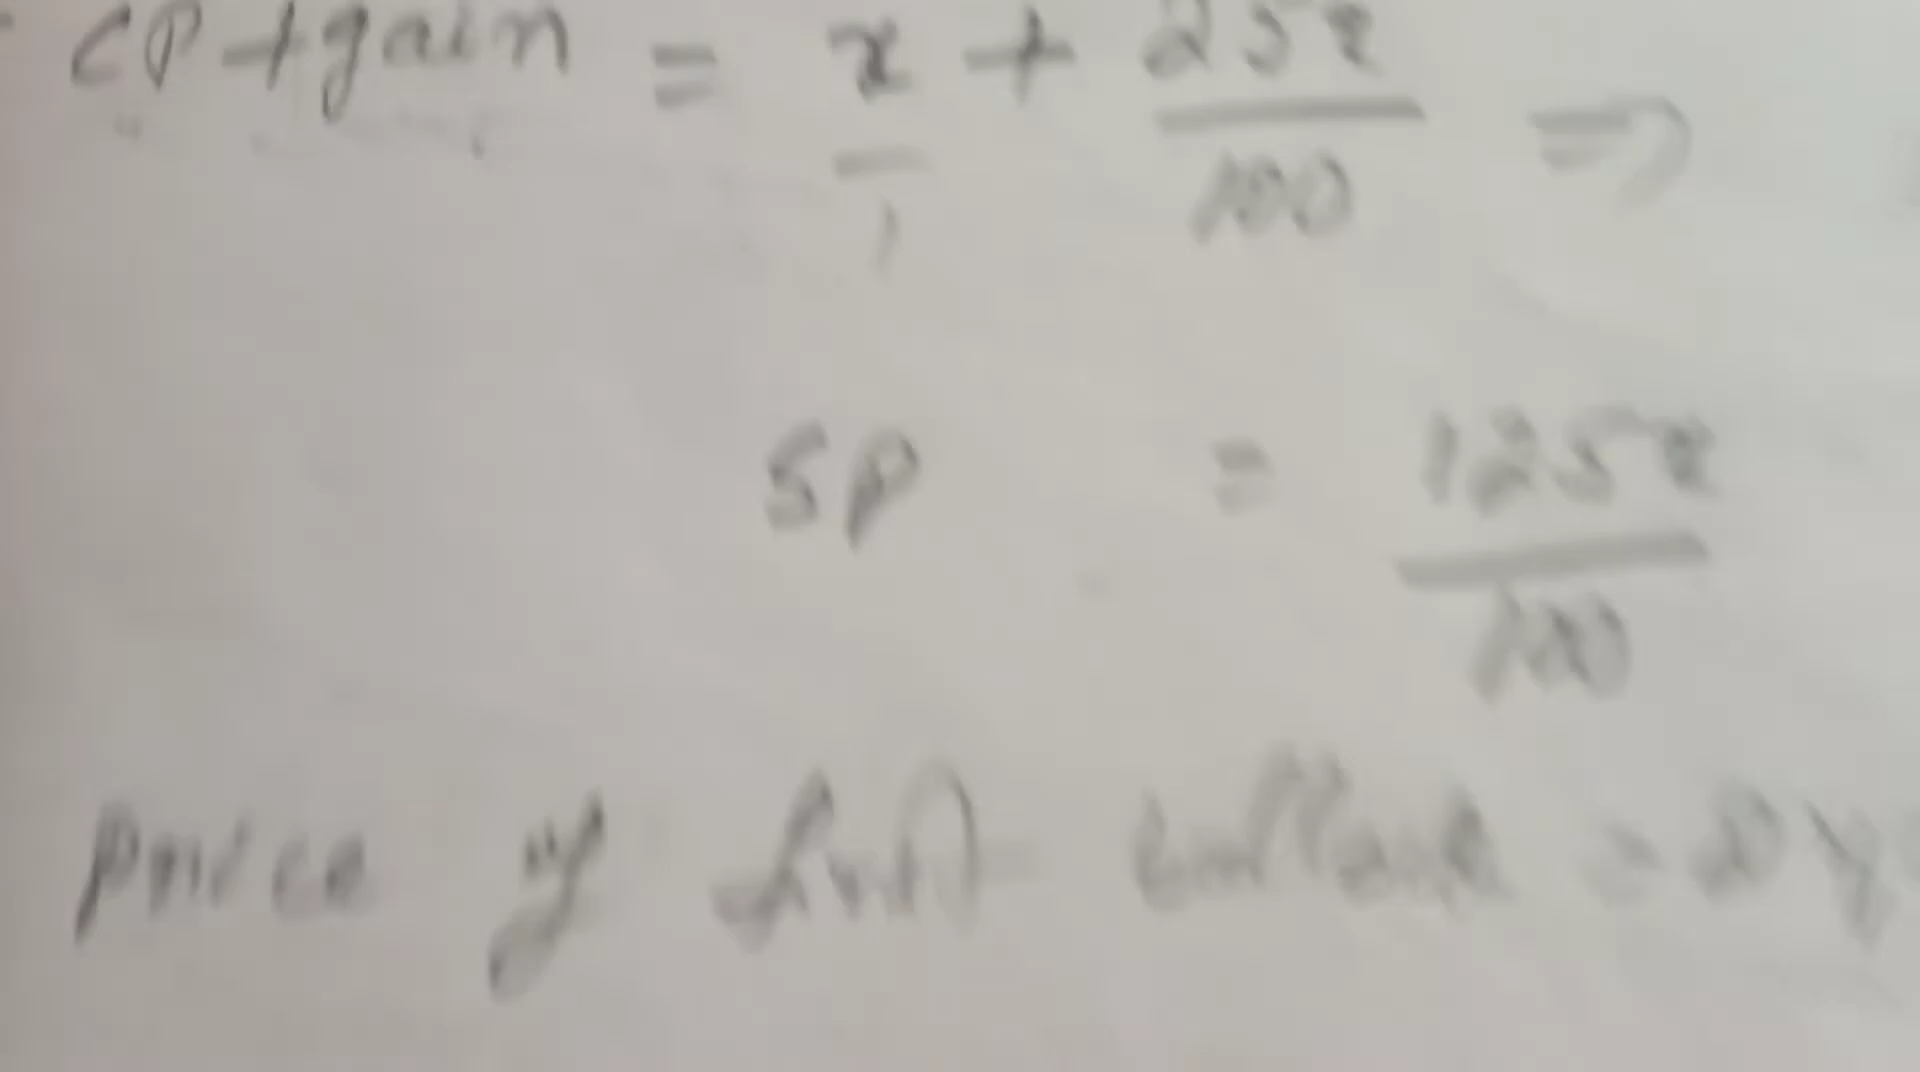 CP+gain = x/1 + 25x/100 ⇒
SP = 125x/100
price of